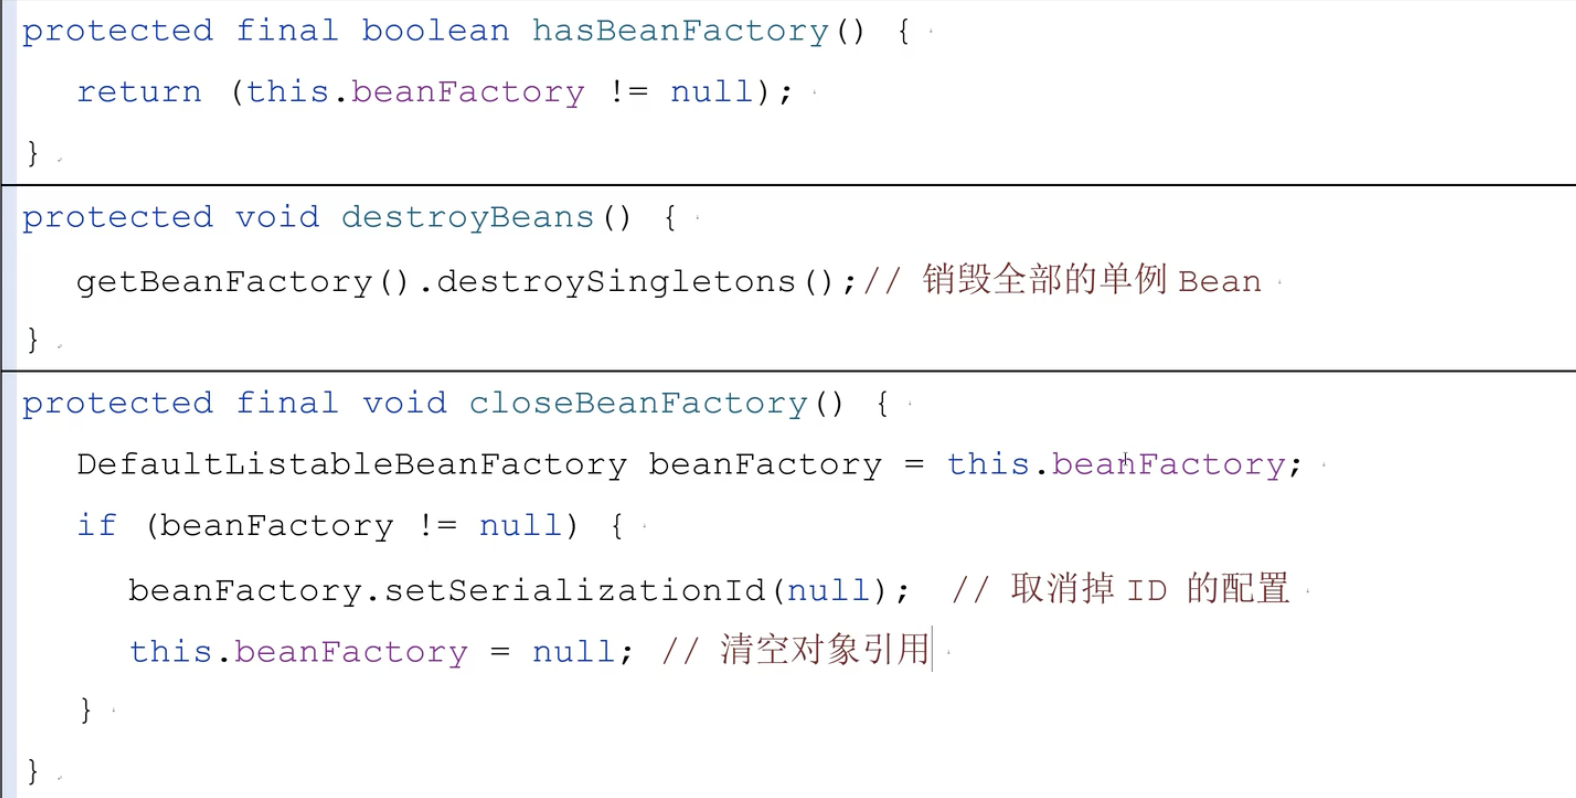 protected final boolean hasBeanFactory() {
return (this.beanFactory != null);
}
protected void destroyBeans() {
getBeanFactory().destroySingletons();// 销毁全部的单例 Bean
}
protected final void closeBeanFactory() {
DefaultListableBeanFactory beanFactory = this.beanFactory;
if (beanFactory != null) {
beanFactory.setSerializationId(null); // 取消掉 ID 的配置
this.beanFactory = null; // 清空对象引用
}
}